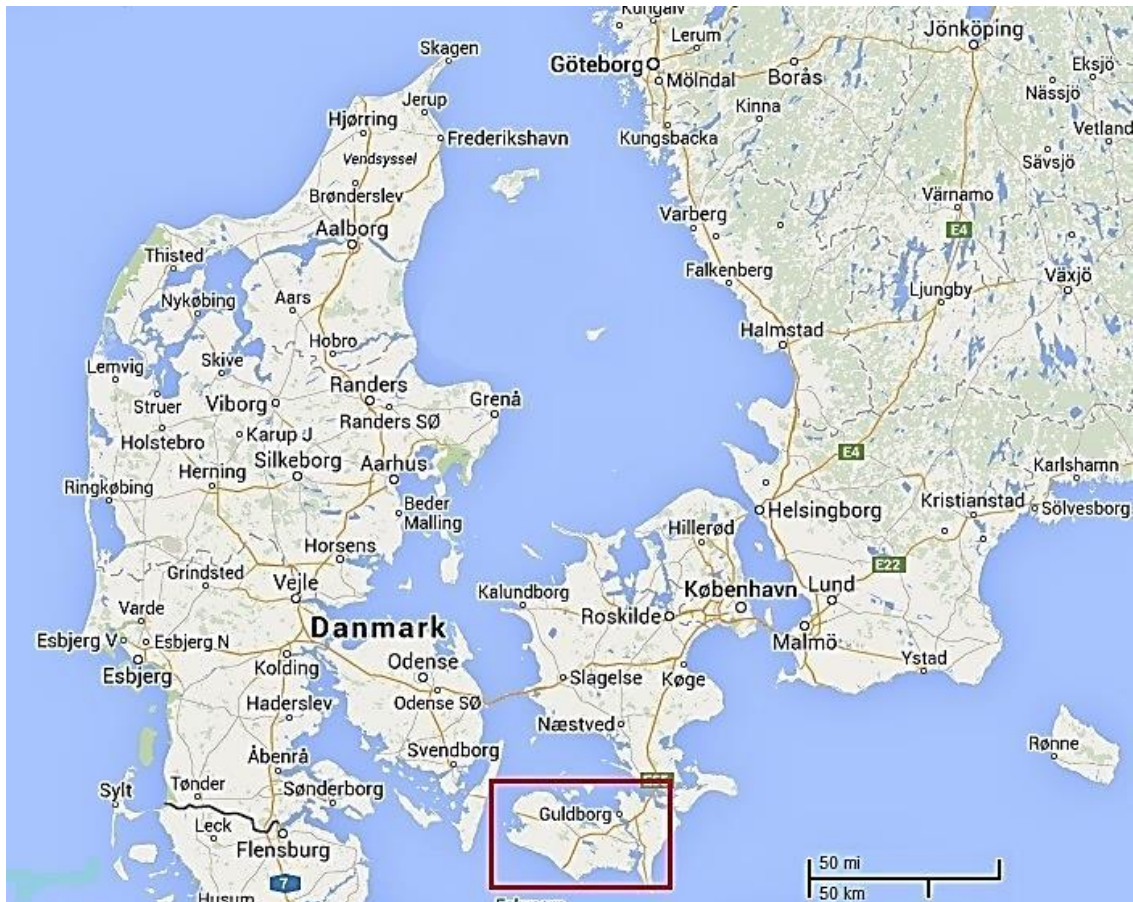 Kungälv
Lerum
Jönköping
Skagen
Göteborg
Mölndal
Borås
Eksjö
Nässjö
Jerup
Kinna
Hjørring
Frederikshavn
Kungsbacka
Vetland
Sävsjö
Vendsyssel
Brønderslev
Värnamo
Aalborg
Varberg
E4
Thisted
Falkenberg
Växjö
Nykøbing
Aars
Ljungby
Hobro
Halmstad
Lemvig
Skive
Randers
Struer
Viborg
Randers SØ
Grenå
Holstebro
Karup J
E4
Silkeborg
Aarhus
Herning
Karlshamn
Ringkøbing
Beder
Malling
Helsingborg
Kristianstad
Sölvesborg
Hillerød
Horsens
E22
Grindsted
Vejle
Kalundborg
København
Lund
Varde
Roskilde
Danmark
Malmö
Esbjerg V
Esbjerg N
Kolding
Odense
Ystad
Esbjerg
Slagelse
Køge
Haderslev
Odense SØ
Næstved
Svendborg
Rønne
Åbenrå
Sylt
Tønder
Sønderborg
Guldborg
Leck
Flensburg
50 mi
7
50 km
Husum